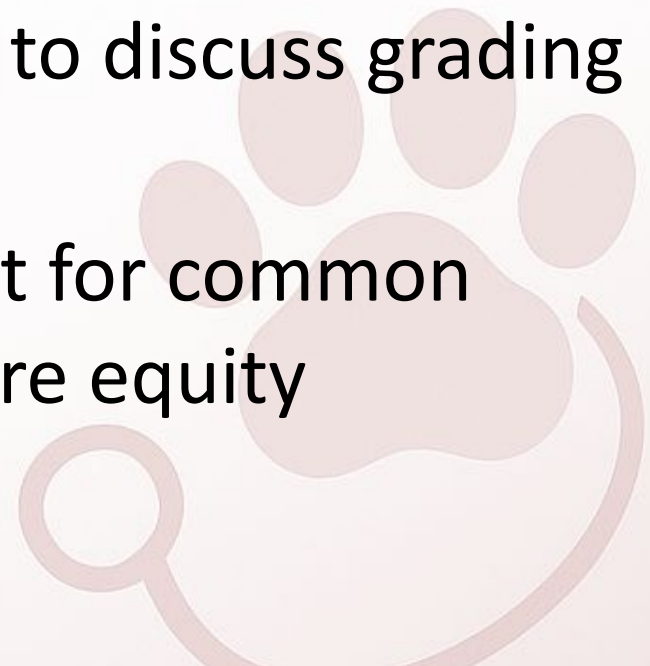 to discuss grading
t for common
re equity